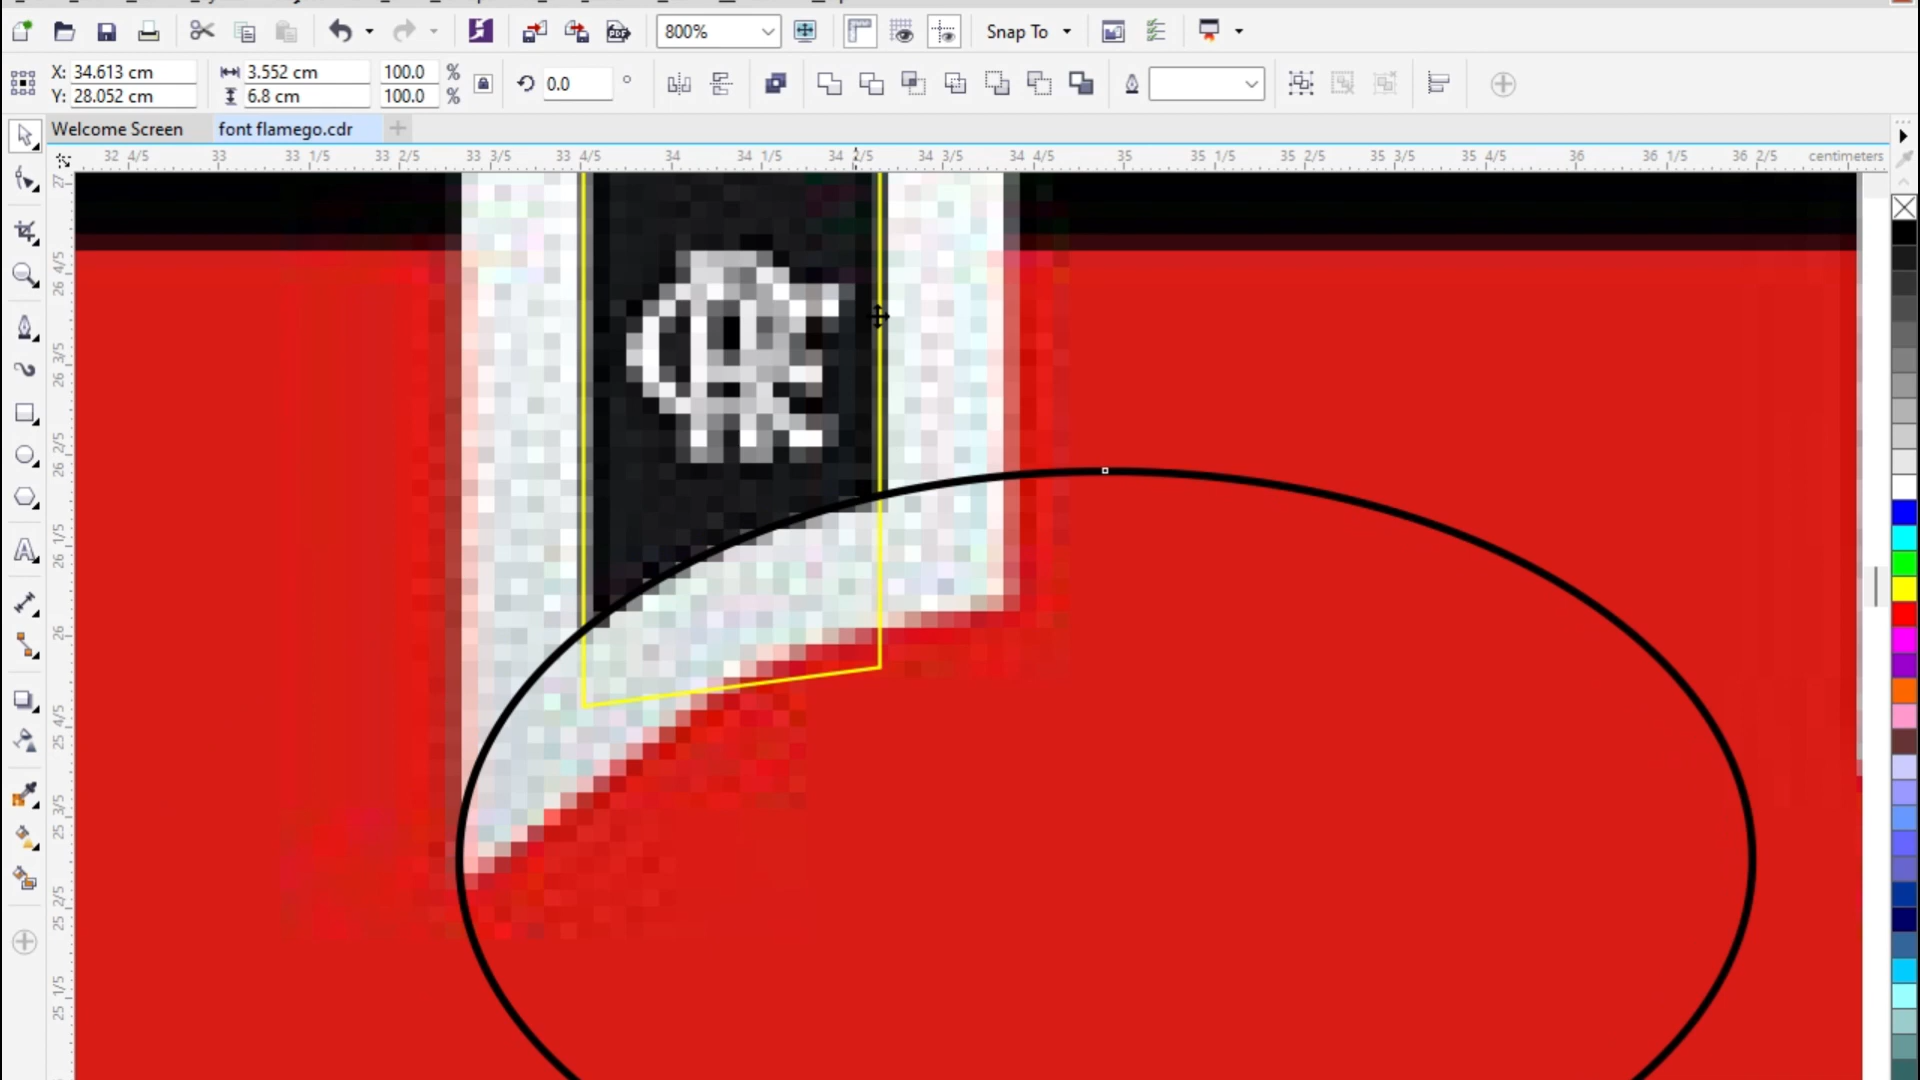 800%
Snap To
X: 34.613 cm
Y: 28.052 cm
3.552 cm
6.8 cm
100.0 %
100.0 %
0.0 °
Welcome Screen
font flamego.cdr
32 4/5 33 33 1/5 33 2/5 33 3/5 33 4/5 34 34 1/5 34 2/5 34 3/5 34 4/5 35 35 1/5 35 2/5 35 3/5 35 4/5 36 36 1/5 36 2/5 centimeters
27
26 4/5
26 3/5
26 2/5
26 1/5
26
25 4/5
25 3/5
25 2/5
25 1/5